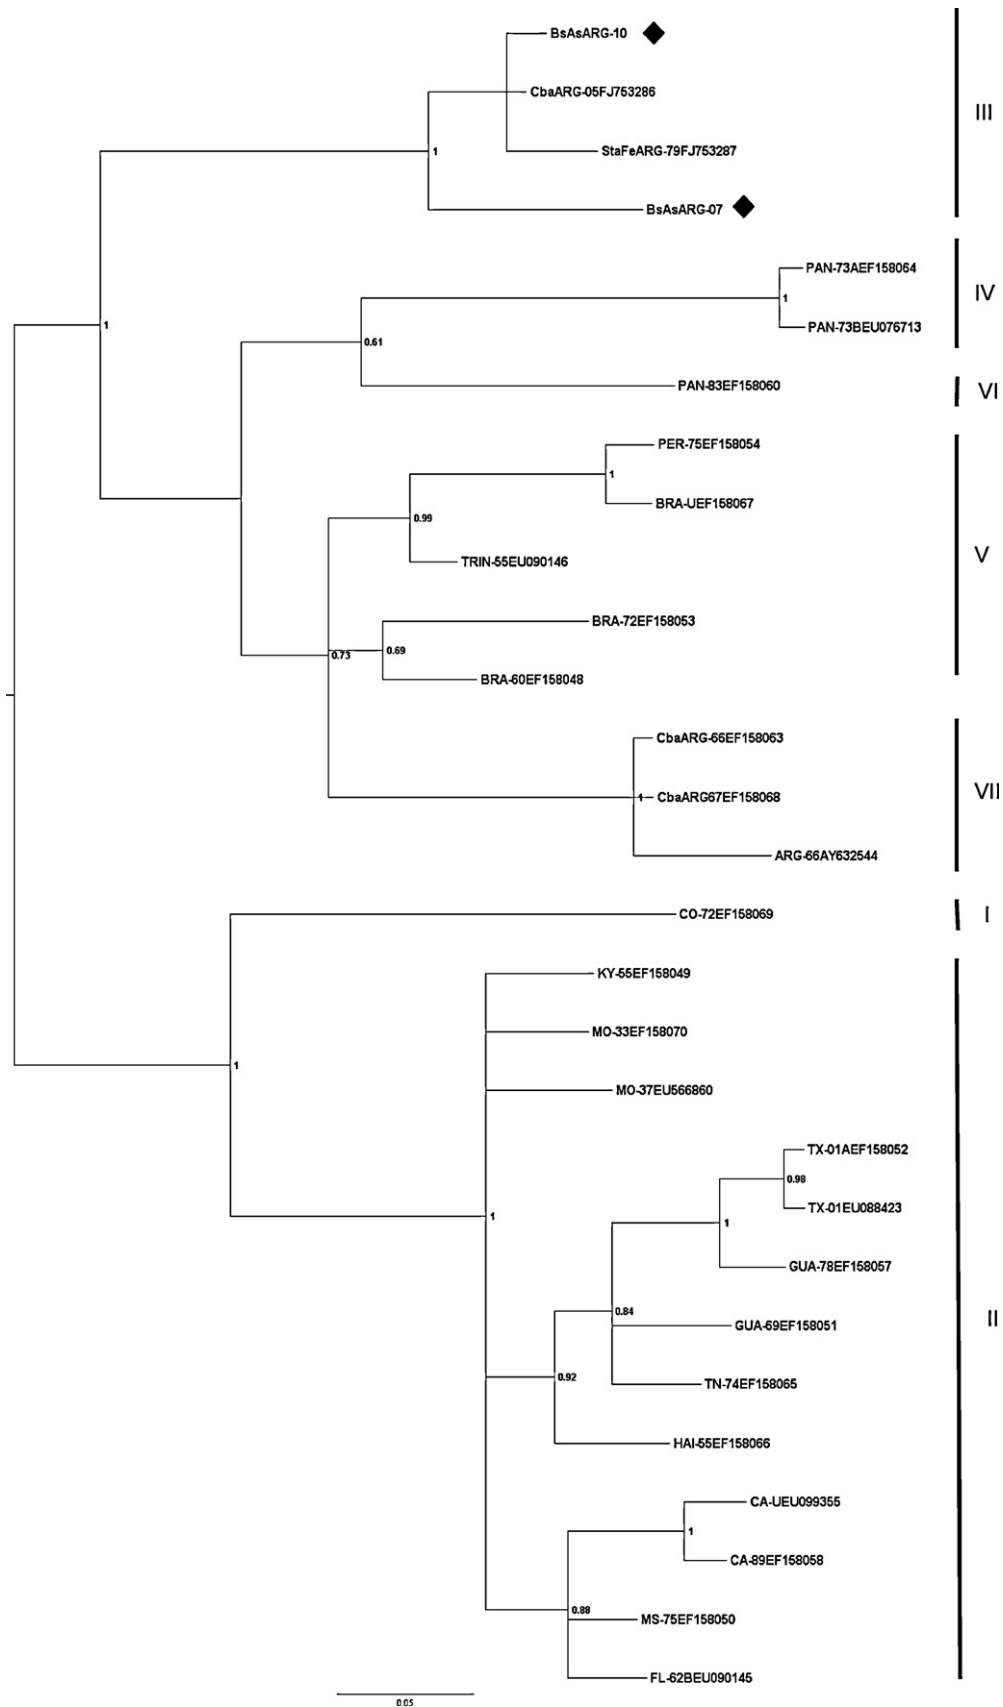 BsAsARG-10
CbaARG-05FJ753286
III
StaFeARG-79FJ753287
1
BsAsARG-07
PAN-73AEF158064
IV
1
1
PAN-73BEU076713
0.61
PAN-83EF158060
VI
PER-75EF158054
1
BRA-UEF158067
0.99
V
TRIN-55EU090146
BRA-72EF158053
0.73
0.69
BRA-60EF158048
CbaARG-66EF158063
VII
1
CbaARG67EF158068
ARG-66AY632544
CO-72EF158069
I
KY-55EF158049
MO-33EF158070
1
MO-37EU566860
TX-01AEF158052
0.98
TX-01EU088423
1
1
GUA-78EF158057
0.84
II
GUA-69EF158051
0.92
TN-74EF158065
HAI-55EF158066
CA-UEU099355
1
CA-89EF158058
0.88
MS-75EF158050
FL-62BEU090145
0.05